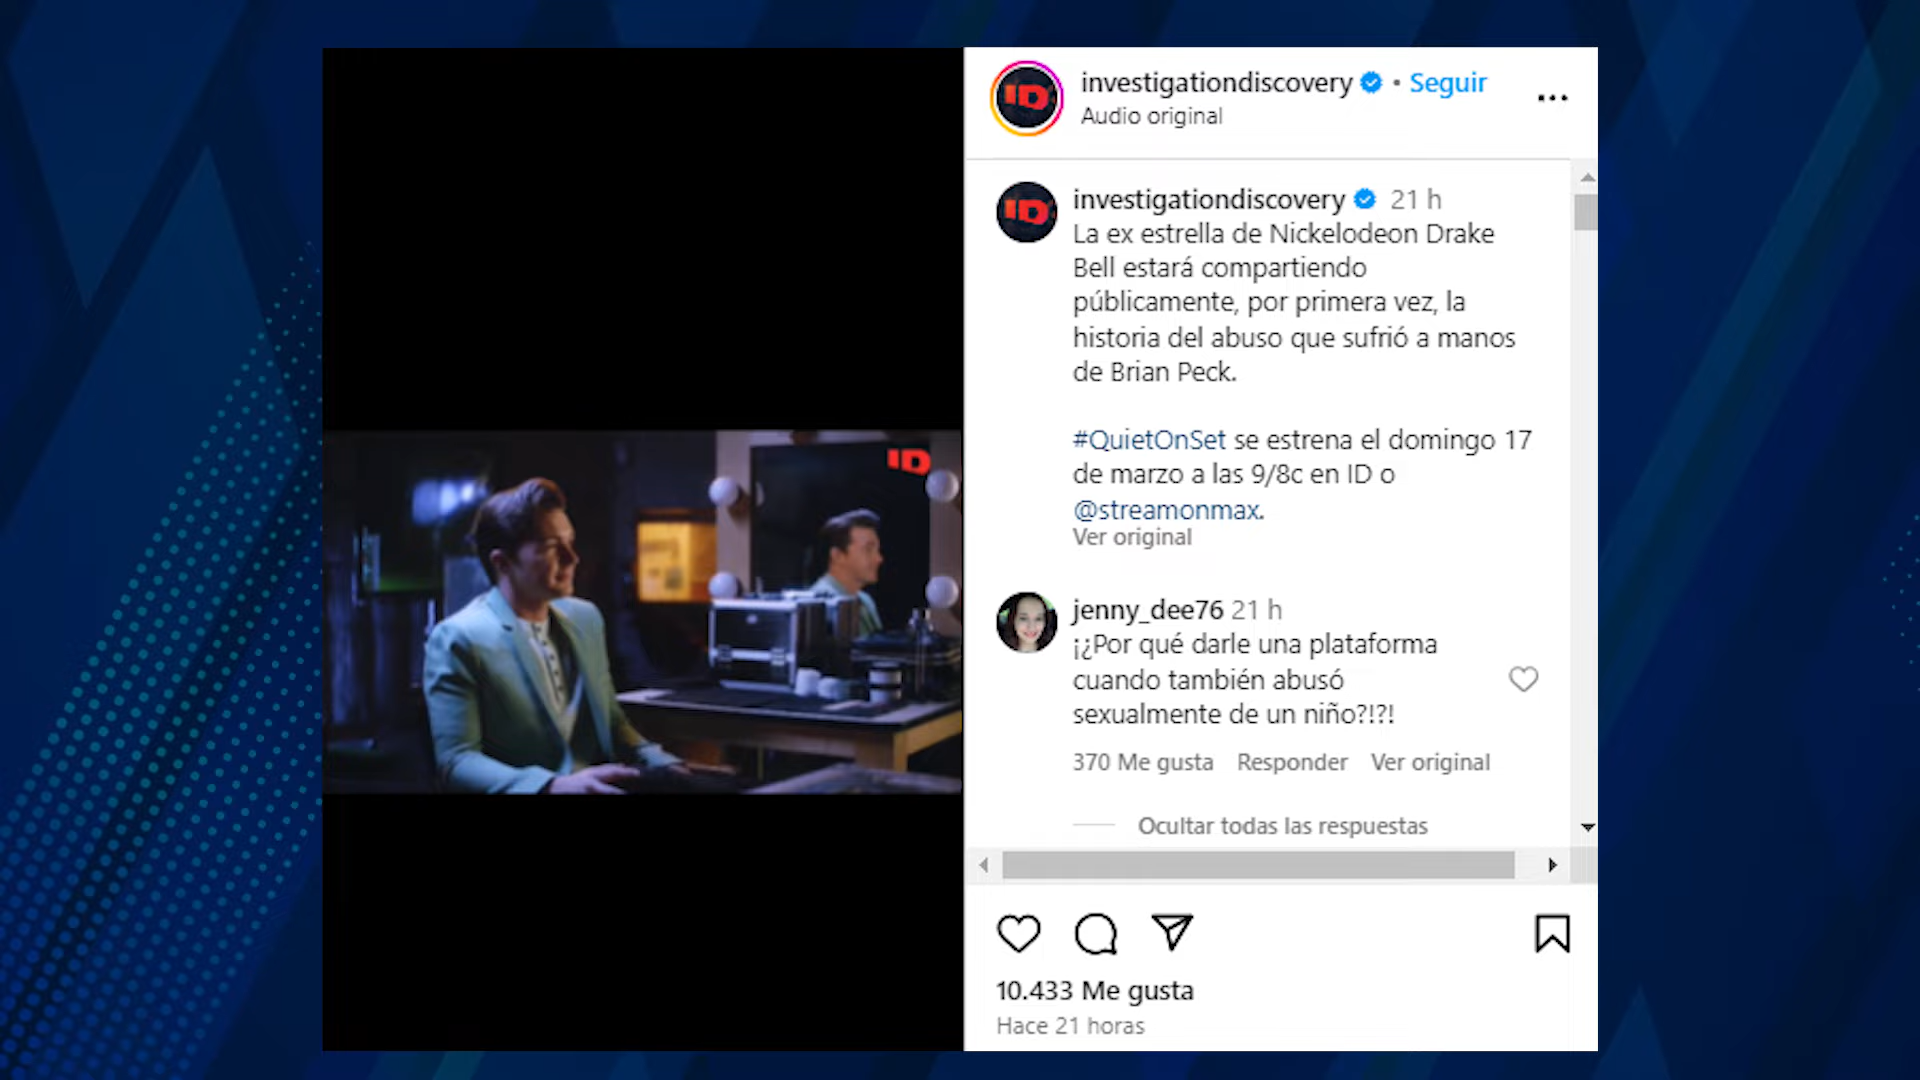 ID
investigationdiscovery • Seguir
Audio original
ID
investigationdiscovery 21 h
La ex estrella de Nickelodeon Drake
Bell estará compartiendo
públicamente, por primera vez, la
historia del abuso que sufrió a manos
de Brian Peck.
#QuietOnSet se estrena el domingo 17
de marzo a las 9/8c en ID o
@streamonmax.
Ver original
ID
jenny_dee76 21 h
¡¿Por qué darle una plataforma
cuando también abusó
sexualmente de un niño?!?!
370 Me gusta Responder Ver original
Ocultar todas las respuestas
10.433 Me gusta
Hace 21 horas